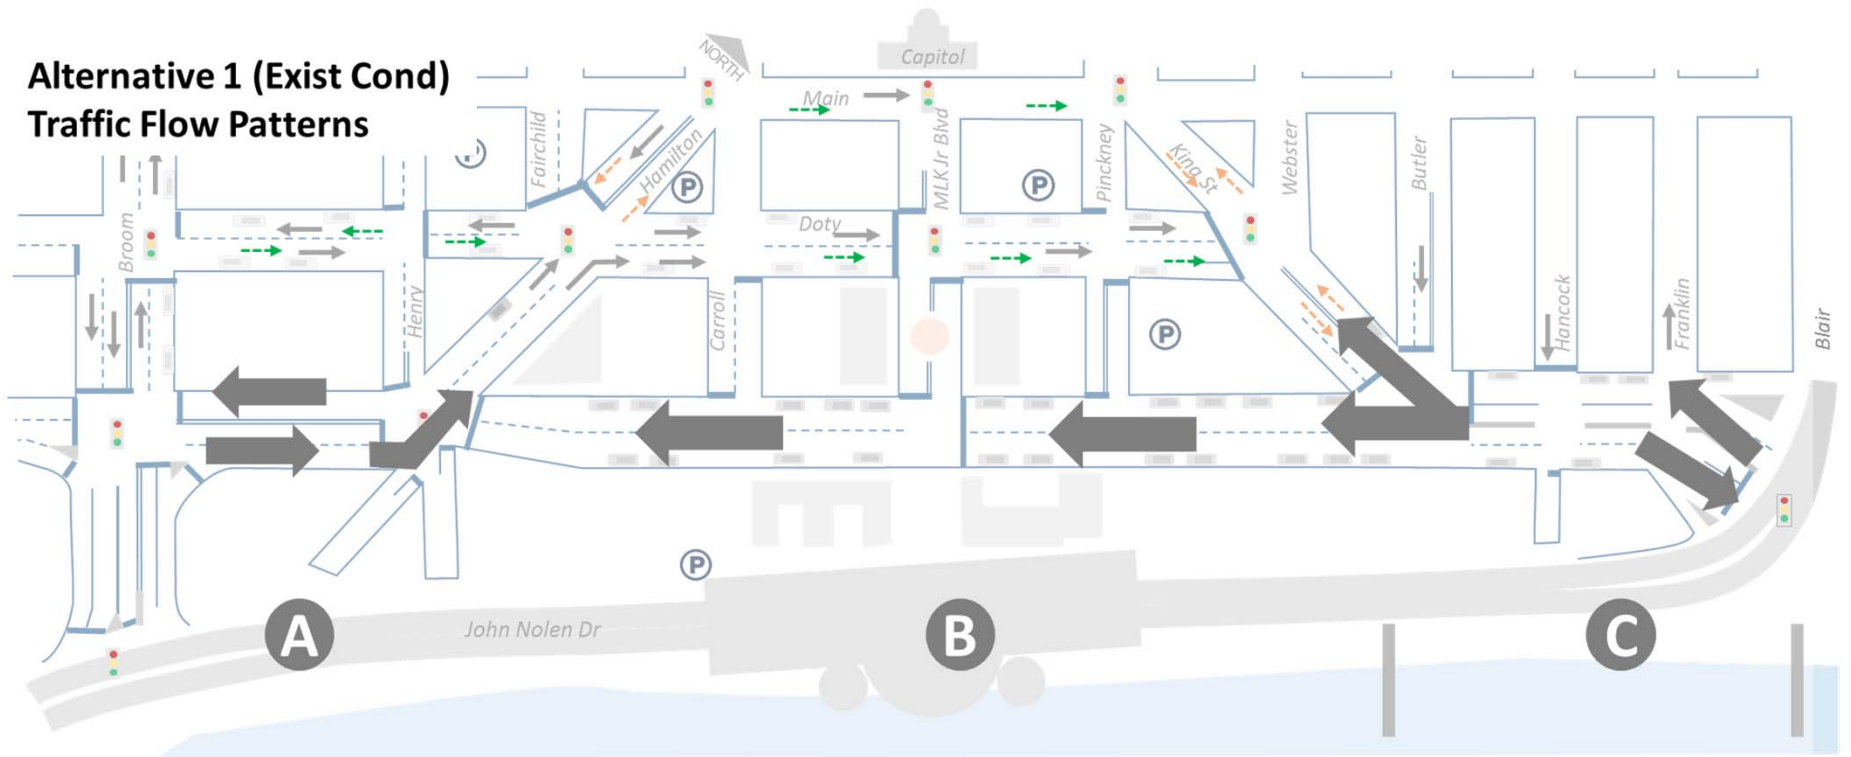 Alternative 1 (Exist Cond)
Traffic Flow Patterns
NORTH
Capitol
Main
Fairchild
Hamilton
P
P
MLK Jr Blvd
P
Pinckney
King St
Webster
Butler
Broom
Doty
Henry
Carroll
P
Hancock
Franklin
Blair
P
A
John Nolen Dr
B
C